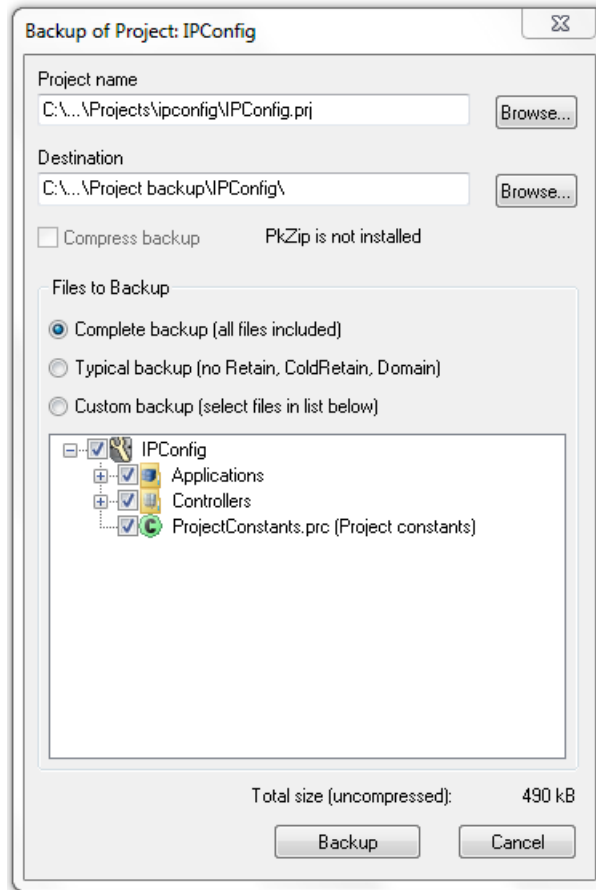 Backup of Project: IPConfig
Project name
C:\...\Projects\ipconfig\IPConfig.prj
Browse...
Destination
C:\...\Project backup\IPConfig\
Browse...
Compress backup PkZip is not installed
Files to Backup
Complete backup (all files included)
Typical backup (no Retain, ColdRetain, Domain)
Custom backup (select files in list below)
IPConfig
Applications
Controllers
C ProjectConstants.prc (Project constants)
Total size (uncompressed): 490 kB
Backup Cancel